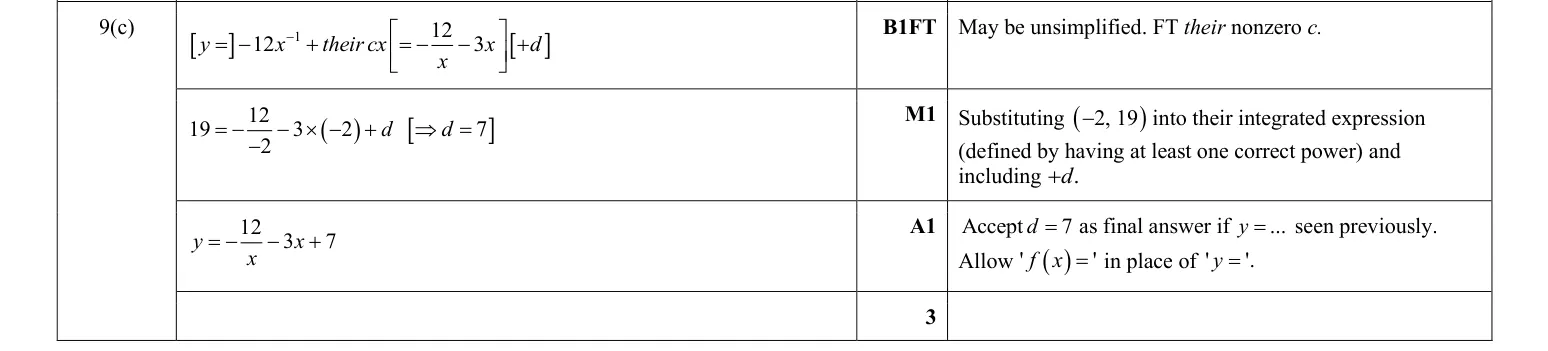 9(c) [y =] −12x⁻¹ + their cx [= −12/x − 3x] [+d] B1FT May be unsimplified. FT their nonzero c.
19 = −12/−2 − 3×(−2) + d [⇒ d = 7] M1 Substituting (−2, 19) into their integrated expression
(defined by having at least one correct power) and
including +d.
y = −12/x − 3x + 7 A1 Accept d = 7 as final answer if y = ... seen previously.
Allow 'f(x) =' in place of 'y ='.
3